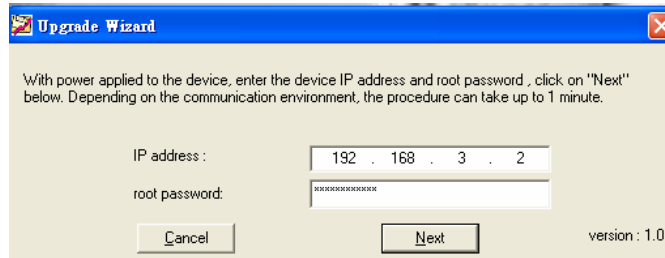 Upgrade Wizard
With power applied to the device, enter the device IP address and root password , click on "Next"
below. Depending on the communication environment, the procedure can take up to 1 minute.
IP address : 192 . 168 . 3 . 2
root password: ************
Cancel Next version : 1.0